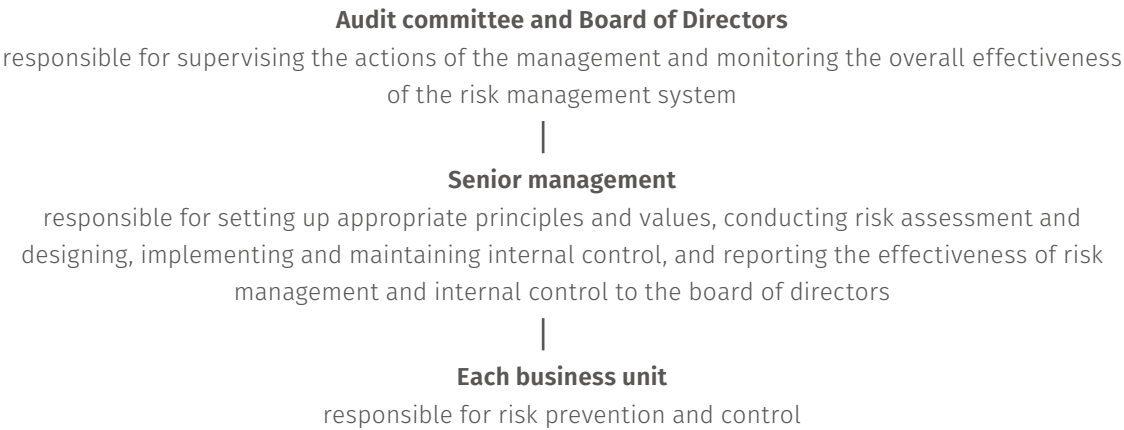 Audit committee and Board of Directors
responsible for supervising the actions of the management and monitoring the overall effectiveness
of the risk management system
Senior management
responsible for setting up appropriate principles and values, conducting risk assessment and
designing, implementing and maintaining internal control, and reporting the effectiveness of risk
management and internal control to the board of directors
Each business unit
responsible for risk prevention and control